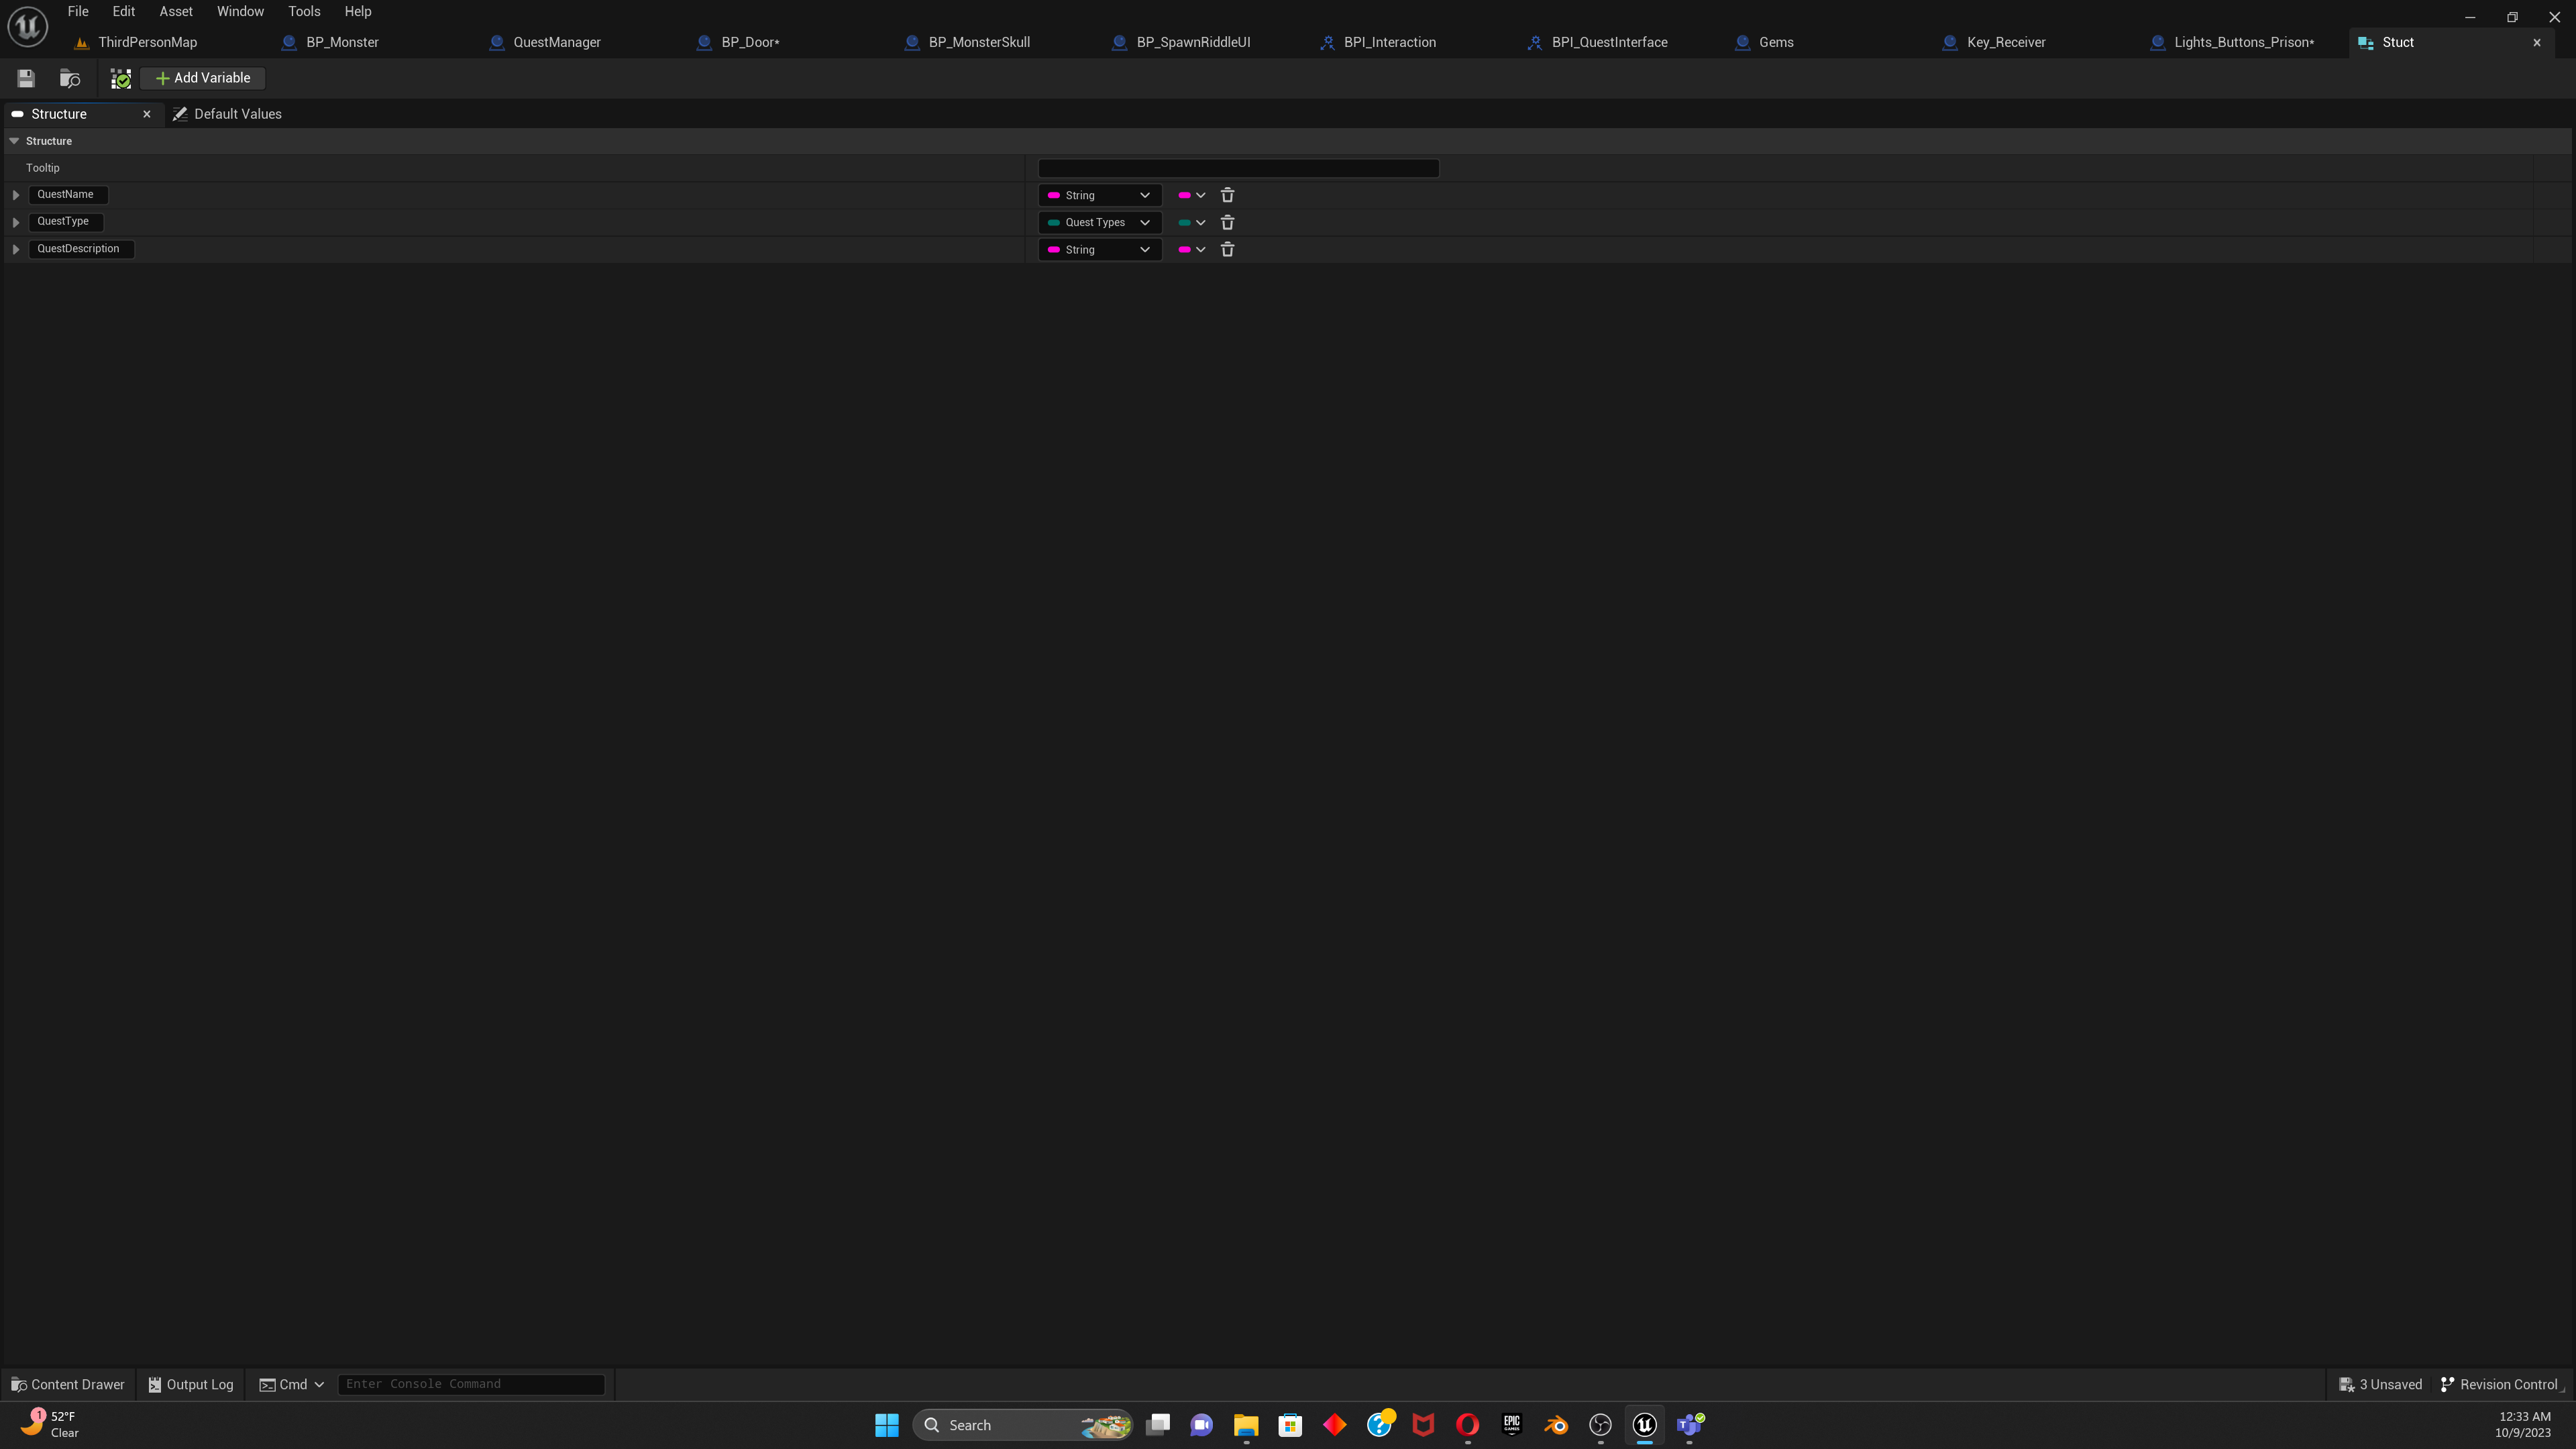 File Edit Asset Window Tools Help
ThirdPersonMap BP_Monster QuestManager BP_Door* BP_MonsterSkull BP_SpawnRiddleUI BPI_Interaction BPI_QuestInterface Gems Key_Receiver Lights_Buttons_Prison* Stuct
Add Variable
Structure Default Values
Structure
Tooltip
QuestName String
QuestType Quest Types
QuestDescription String
Content Drawer Output Log Cmd Enter Console Command 3 Unsaved Revision Control
1 52°F
Clear
Search
EPIC
GAMES
T
12:33 AM
10/9/2023